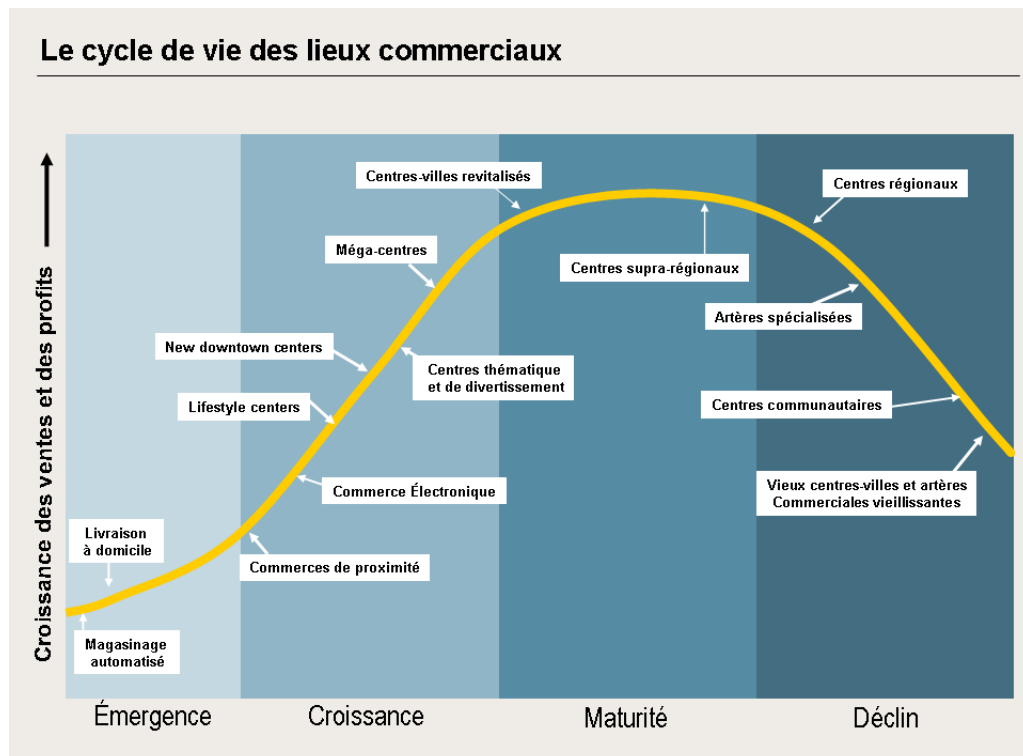 Le cycle de vie des lieux commerciaux
Croissance des ventes et des profits
Centres-villes revitalisés
Centres régionaux
Méga-centres
Centres supra-régionaux
Artères spécialisées
New downtown centers
Centres thématique
et de divertissement
Lifestyle centers
Centres communautaires
Commerce Électronique
Vieux centres-villes et artères
Commerciales vieillissantes
Livraison
à domicile
Commerces de proximité
Magasinage
automatisé
Émergence
Croissance
Maturité
Déclin